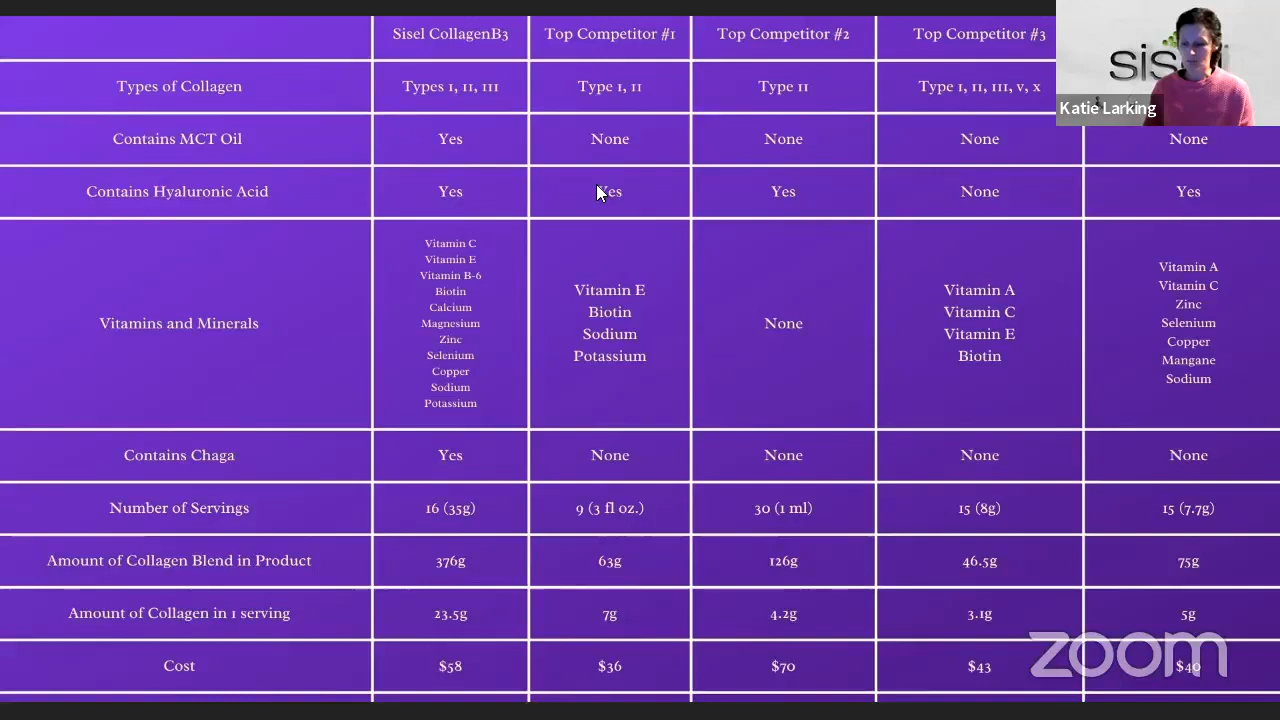 Sisel CollagenB3 Top Competitor #1 Top Competitor #2 Top Competitor #3
Types of Collagen Types I, II, III Type I, II Type II Type I, II, III, V, X
Katie Larking
Contains MCT Oil Yes None None None None
Contains Hyaluronic Acid Yes Yes Yes None Yes
Vitamins and Minerals
Vitamin C
Vitamin E
Vitamin B-6
Biotin
Calcium
Magnesium
Zinc
Selenium
Copper
Sodium
Potassium
Vitamin E
Biotin
Sodium
Potassium
None
Vitamin A
Vitamin C
Vitamin E
Biotin
Vitamin A
Vitamin C
Zinc
Selenium
Copper
Mangane
Sodium
Contains Chaga Yes None None None None
Number of Servings 16 (35g) 9 (3 fl oz.) 30 (1 ml) 15 (8g) 15 (7.7g)
Amount of Collagen Blend in Product 376g 63g 126g 46.5g 75g
Amount of Collagen in 1 serving 23.5g 7g 4.2g 3.1g 5g
Cost $58 $36 $70 $43 $40
zoom